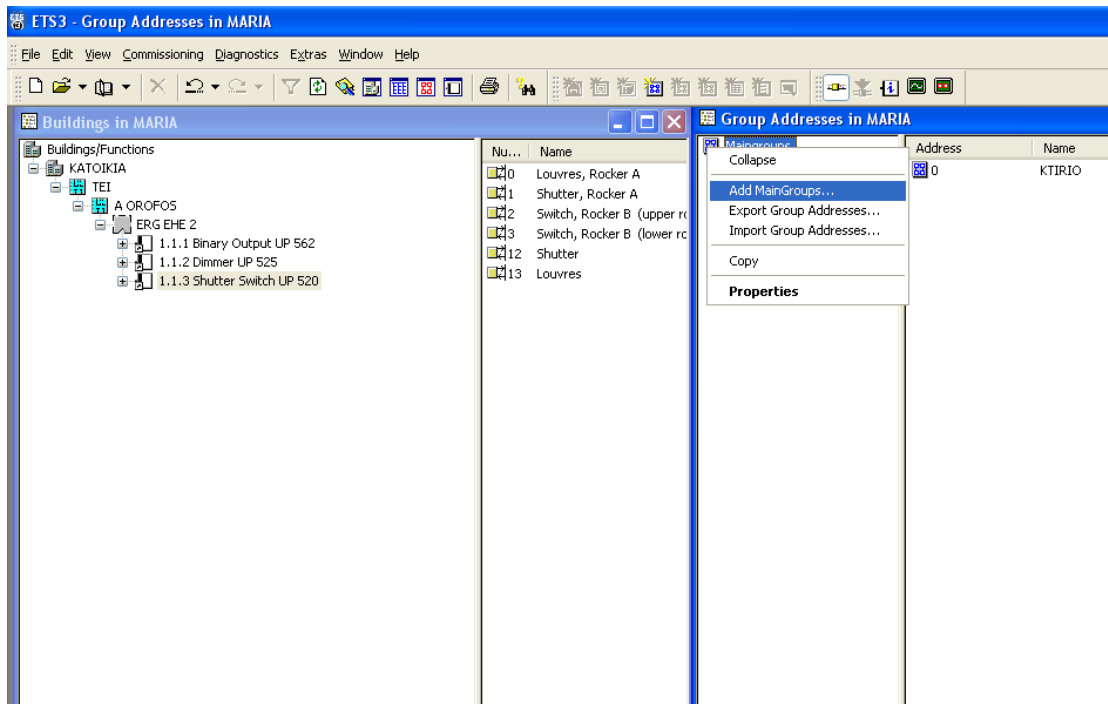 ETS3 - Group Addresses in MARIA
File Edit View Commissioning Diagnostics Extras Window Help
Buildings in MARIA
Buildings/Functions
KATOIKIA
TEI
A OROFOS
ERG EHE 2
1.1.1 Binary Output UP 562
1.1.2 Dimmer UP 525
1.1.3 Shutter Switch UP 520
Nu... Name
0 Louvres, Rocker A
1 Shutter, Rocker A
2 Switch, Rocker B (upper ro
3 Switch, Rocker B (lower ro
12 Shutter
13 Louvres
Group Addresses in MARIA
Maingroups
Collapse
Add MainGroups...
Export Group Addresses...
Import Group Addresses...
Copy
Properties
Address Name
0 KTIRIO